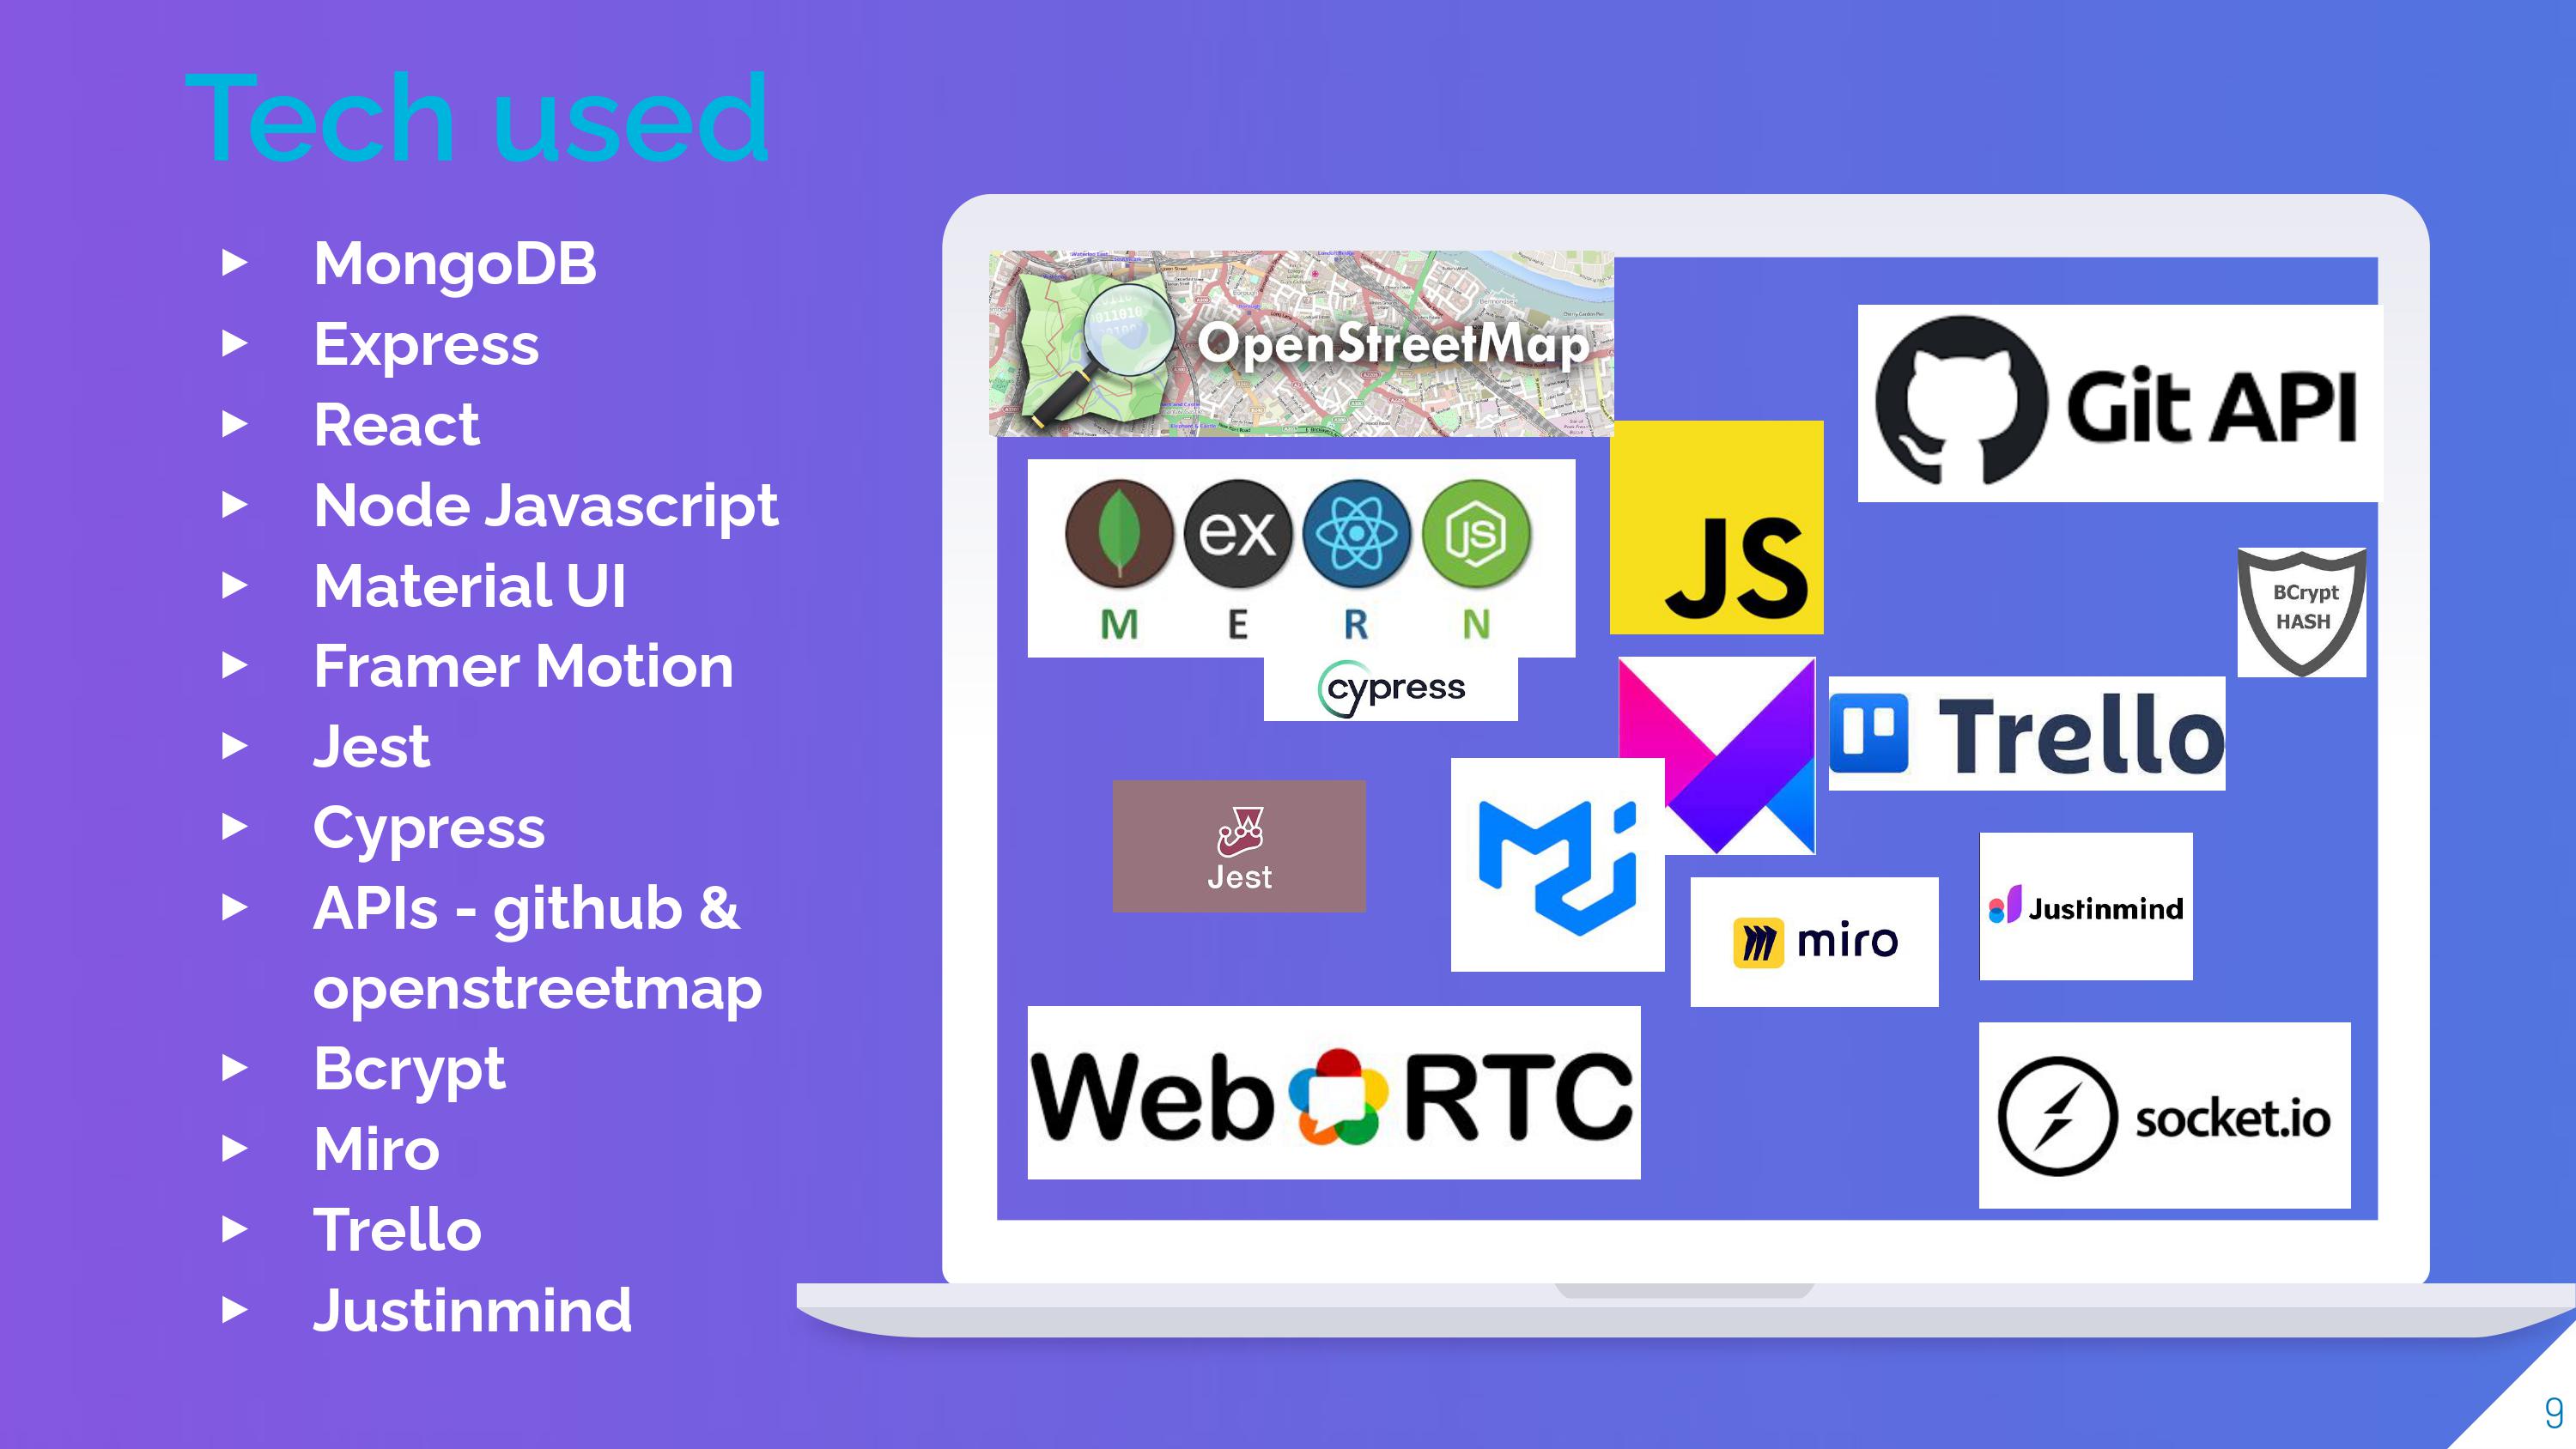 Tech used
► MongoDB
► Express
► React
► Node Javascript
► Material UI
► Framer Motion
► Jest
► Cypress
► APIs - github &
openstreetmap
► Bcrypt
► Miro
► Trello
► Justinmind
OpenStreetMap
Git API
ex
JS
M E R N
JS
BCrypt
HASH
cypress
Trello
Jest
miro
Justinmind
Web RTC
socket.io
9